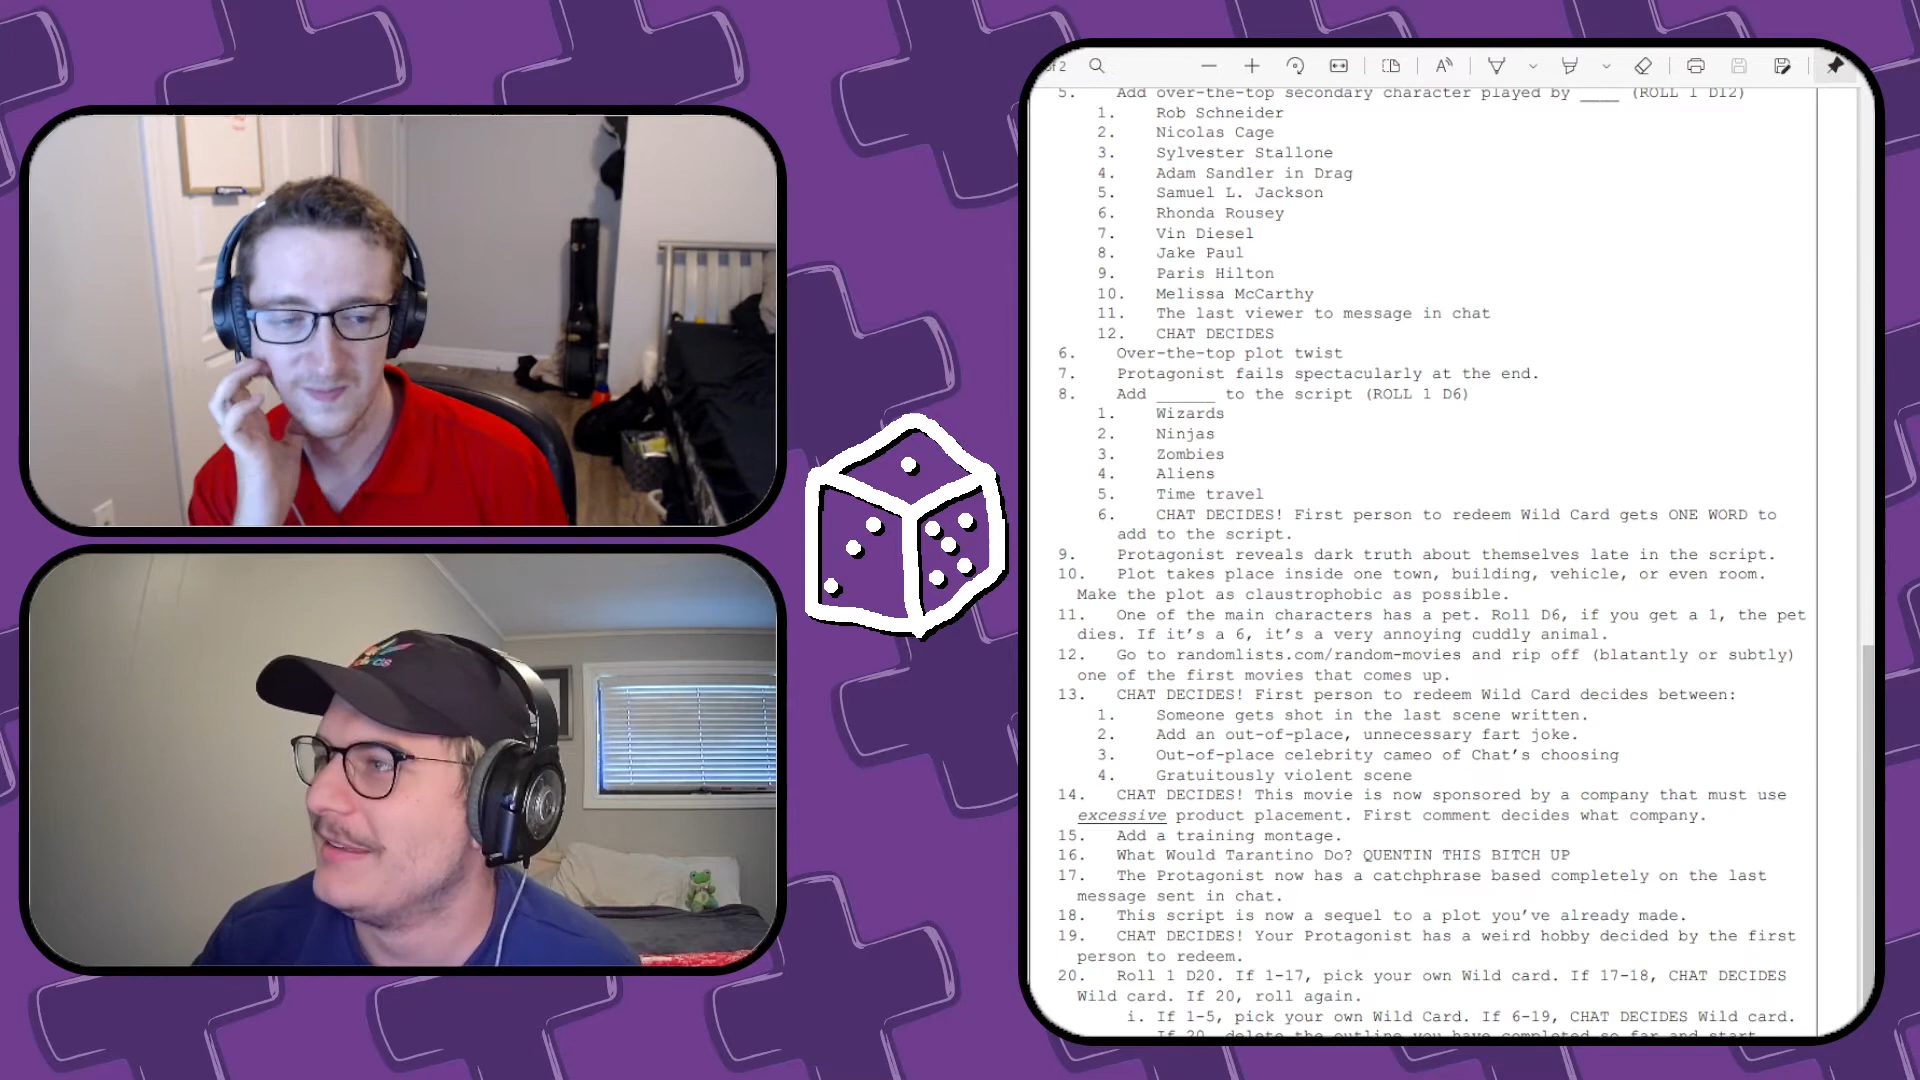 of 2
5. Add over-the-top secondary character played by ____ (ROLL 1 D12)
1. Rob Schneider
2. Nicolas Cage
3. Sylvester Stallone
4. Adam Sandler in Drag
5. Samuel L. Jackson
6. Rhonda Rousey
7. Vin Diesel
8. Jake Paul
9. Paris Hilton
10. Melissa McCarthy
11. The last viewer to message in chat
12. CHAT DECIDES
6. Over-the-top plot twist
7. Protagonist fails spectacularly at the end.
8. Add ______ to the script (ROLL 1 D6)
1. Wizards
2. Ninjas
3. Zombies
4. Aliens
5. Time travel
6. CHAT DECIDES! First person to redeem Wild Card gets ONE WORD to
add to the script.
9. Protagonist reveals dark truth about themselves late in the script.
10. Plot takes place inside one town, building, vehicle, or even room.
Make the plot as claustrophobic as possible.
11. One of the main characters has a pet. Roll D6, if you get a 1, the pet
dies. If it's a 6, it's a very annoying cuddly animal.
12. Go to randomlists.com/random-movies and rip off (blatantly or subtly)
one of the first movies that comes up.
13. CHAT DECIDES! First person to redeem Wild Card decides between:
1. Someone gets shot in the last scene written.
2. Add an out-of-place, unnecessary fart joke.
3. Out-of-place celebrity cameo of Chat's choosing
4. Gratuitously violent scene
14. CHAT DECIDES! This movie is now sponsored by a company that must use
excessive product placement. First comment decides what company.
15. Add a training montage.
16. What Would Tarantino Do? QUENTIN THIS BITCH UP
17. The Protagonist now has a catchphrase based completely on the last
message sent in chat.
18. This script is now a sequel to a plot you've already made.
19. CHAT DECIDES! Your Protagonist has a weird hobby decided by the first
person to redeem.
20. Roll 1 D20. If 1-17, pick your own Wild card. If 17-18, CHAT DECIDES
Wild card. If 20, roll again.
i. If 1-5, pick your own Wild Card. If 6-19, CHAT DECIDES Wild card.
If 20, delete the outline you have completed so far and start